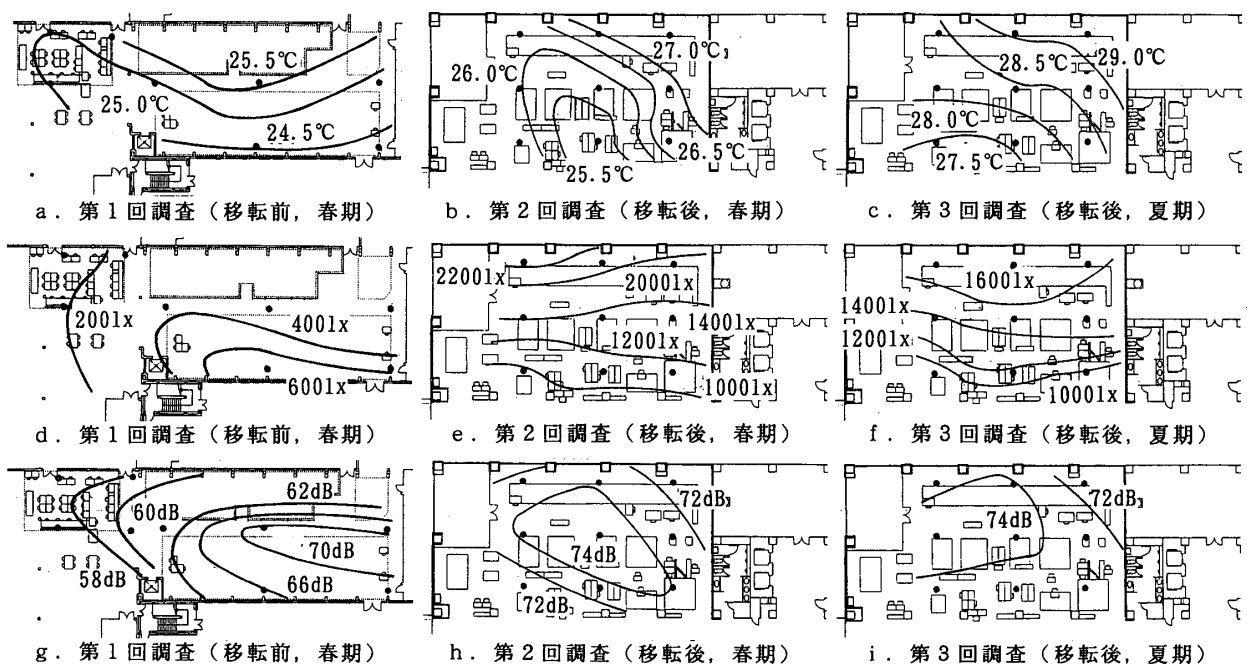 25.5℃
25.0℃
24.5℃
a. 第1回調査（移転前，春期）
27.0℃
26.0℃
26.5℃
25.5℃
b. 第2回調査（移転後，春期）
29.0℃
28.5℃
28.0℃
27.5℃
c. 第3回調査（移転後，夏期）
200lx
400lx
600lx
d. 第1回調査（移転前，春期）
2200lx
2000lx
1400lx
1200lx
1000lx
e. 第2回調査（移転後，春期）
1600lx
1400lx
1200lx
1000lx
f. 第3回調査（移転後，夏期）
62dB
60dB
70dB
58dB
66dB
g. 第1回調査（移転前，春期）
72dB
74dB
72dB
h. 第2回調査（移転後，春期）
72dB
74dB
i. 第3回調査（移転後，夏期）